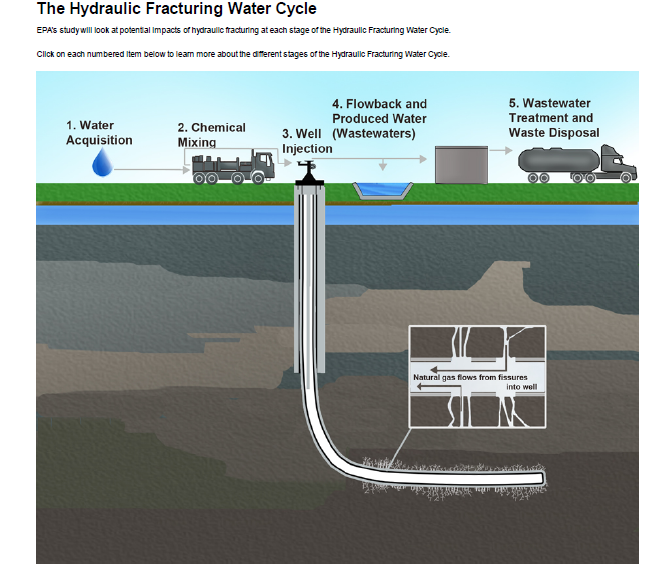 The Hydraulic Fracturing Water Cycle
EPA's study will look at potential impacts of hydraulic fracturing at each stage of the Hydraulic Fracturing Water Cycle.
Click on each numbered item below to learn more about the different stages of the Hydraulic Fracturing Water Cycle.
1. Water
Acquisition
2. Chemical
Mixing
3. Well
Injection
4. Flowback and
Produced Water
(Wastewaters)
5. Wastewater
Treatment and
Waste Disposal
Natural gas flows from fissures
into well